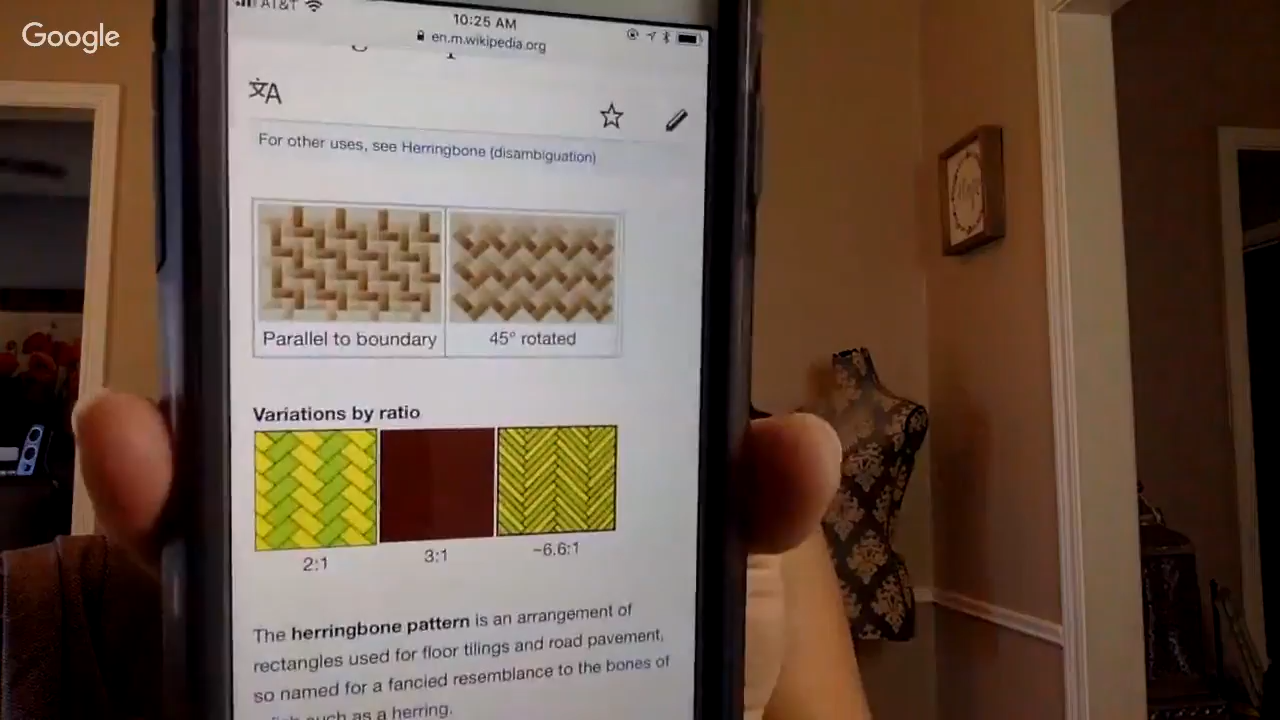 Google
AT&T
10:25 AM
en.m.wikipedia.org
文A
For other uses, see Herringbone (disambiguation)
Parallel to boundary
45° rotated
Variations by ratio
2:1
3:1
~6.6:1
The herringbone pattern is an arrangement of
rectangles used for floor tilings and road pavement,
so named for a fancied resemblance to the bones of
fish such as a herring.